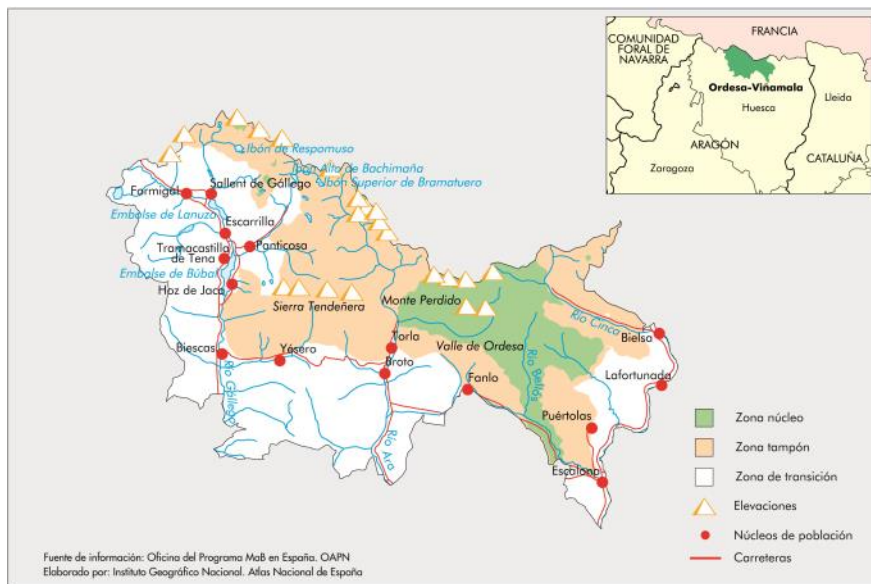 FRANCIA
COMUNIDAD
FORAL DE
NAVARRA
Ordesa-Viñamala
Huesca
Lleida
ARAGÓN
Zaragoza
CATALUÑA
Ibón de Respomuso
Ibón Alto de Bachimaña
Ibón Superior de Bramatuero
Formigal
Sallent de Gállego
Embalse de Lanuza
Escarrilla
Tramacastilla
de Tena
Panticosa
Embalse de Búbal
Hoz de Jaca
Sierra Tendeñera
Monte Perdido
Río Cinca
Bielsa
Biescas
Yésero
Torla
Valle de Ordesa
Broto
Fanlo
Río Bellós
Lafortunada
Río Gállego
Puértolas
Río Ara
Escalona
Zona núcleo
Zona tampón
Zona de transición
Elevaciones
Núcleos de población
Carreteras
Fuente de información: Oficina del Programa MaB en España. OAPN
Elaborado por: Instituto Geográfico Nacional. Atlas Nacional de España